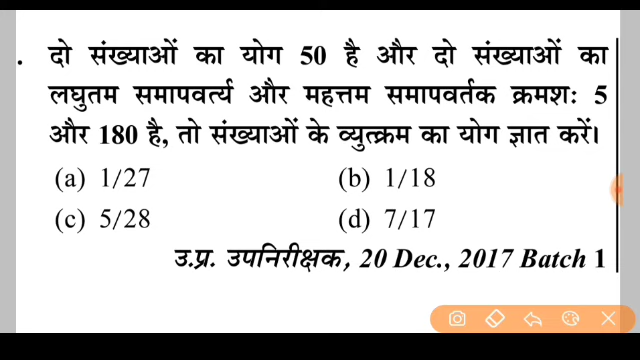 . दो संख्याओं का योग 50 है और दो संख्याओं का
लघुतम समापवर्त्य और महत्तम समापवर्तक क्रमशः 5
और 180 है, तो संख्याओं के व्युत्क्रम का योग ज्ञात करें।
(a) 1/27 (b) 1/18
(c) 5/28 (d) 7/17
उ.प्र. उपनिरीक्षक, 20 Dec., 2017 Batch 1